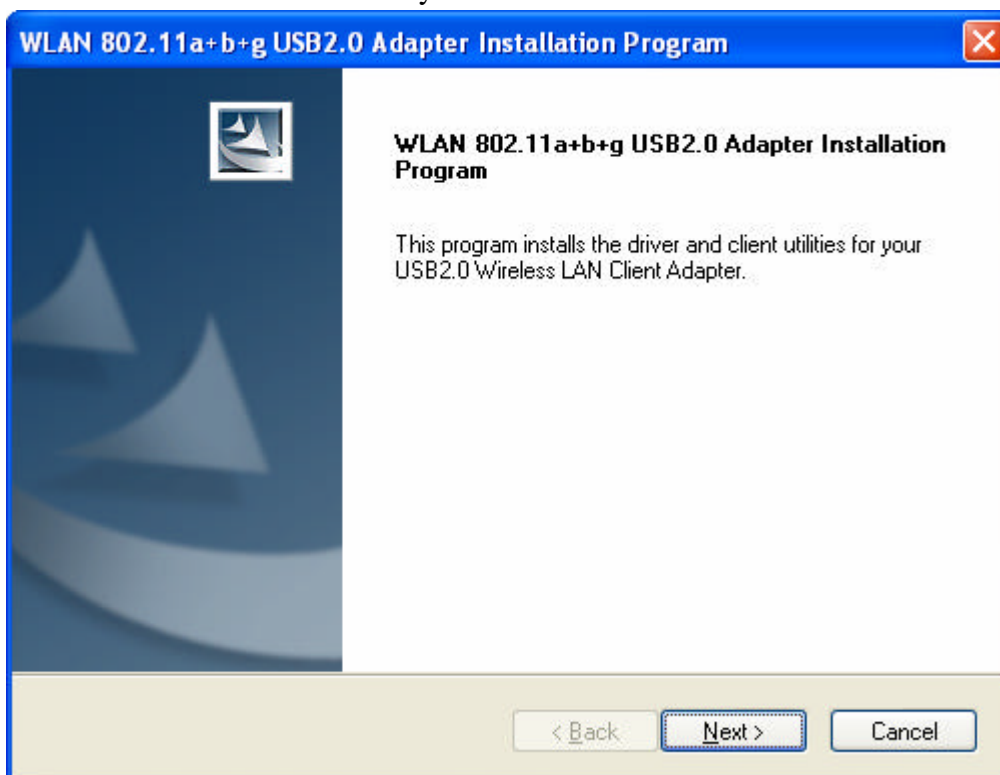 WLAN 802.11a+b+g USB2.0 Adapter Installation Program
WLAN 802.11a+b+g USB2.0 Adapter Installation
Program
This program installs the driver and client utilities for your
USB2.0 Wireless LAN Client Adapter.
< Back Next > Cancel